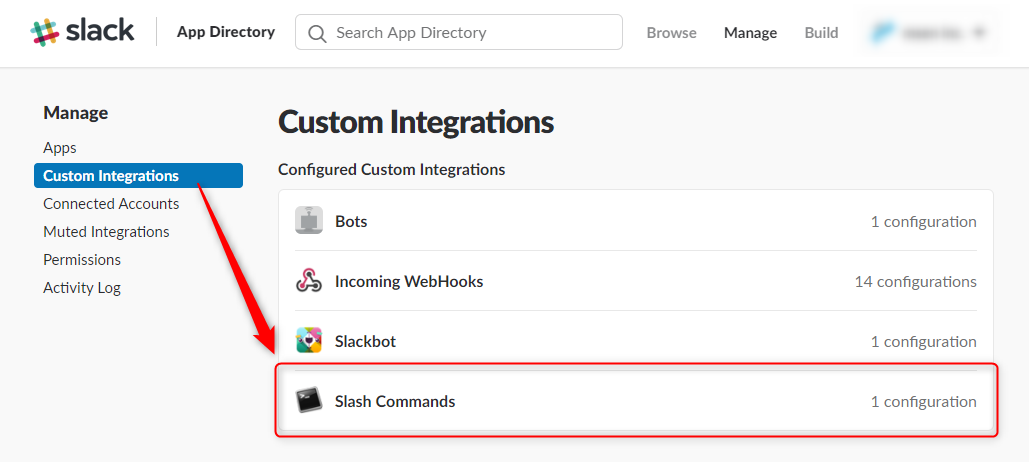 slack App Directory Search App Directory Browse Manage Build
Manage
Apps
Custom Integrations
Connected Accounts
Muted Integrations
Permissions
Activity Log
Custom Integrations
Configured Custom Integrations
Bots 1 configuration
Incoming WebHooks 14 configurations
Slackbot 1 configuration
Slash Commands 1 configuration